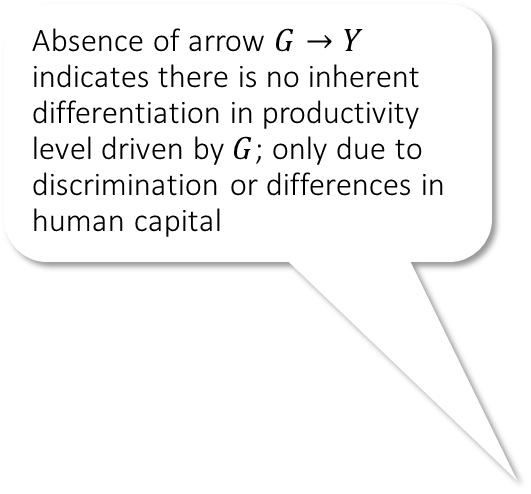 Absence of arrow G → Y
indicates there is no inherent
differentiation in productivity
level driven by G; only due to
discrimination or differences in
human capital